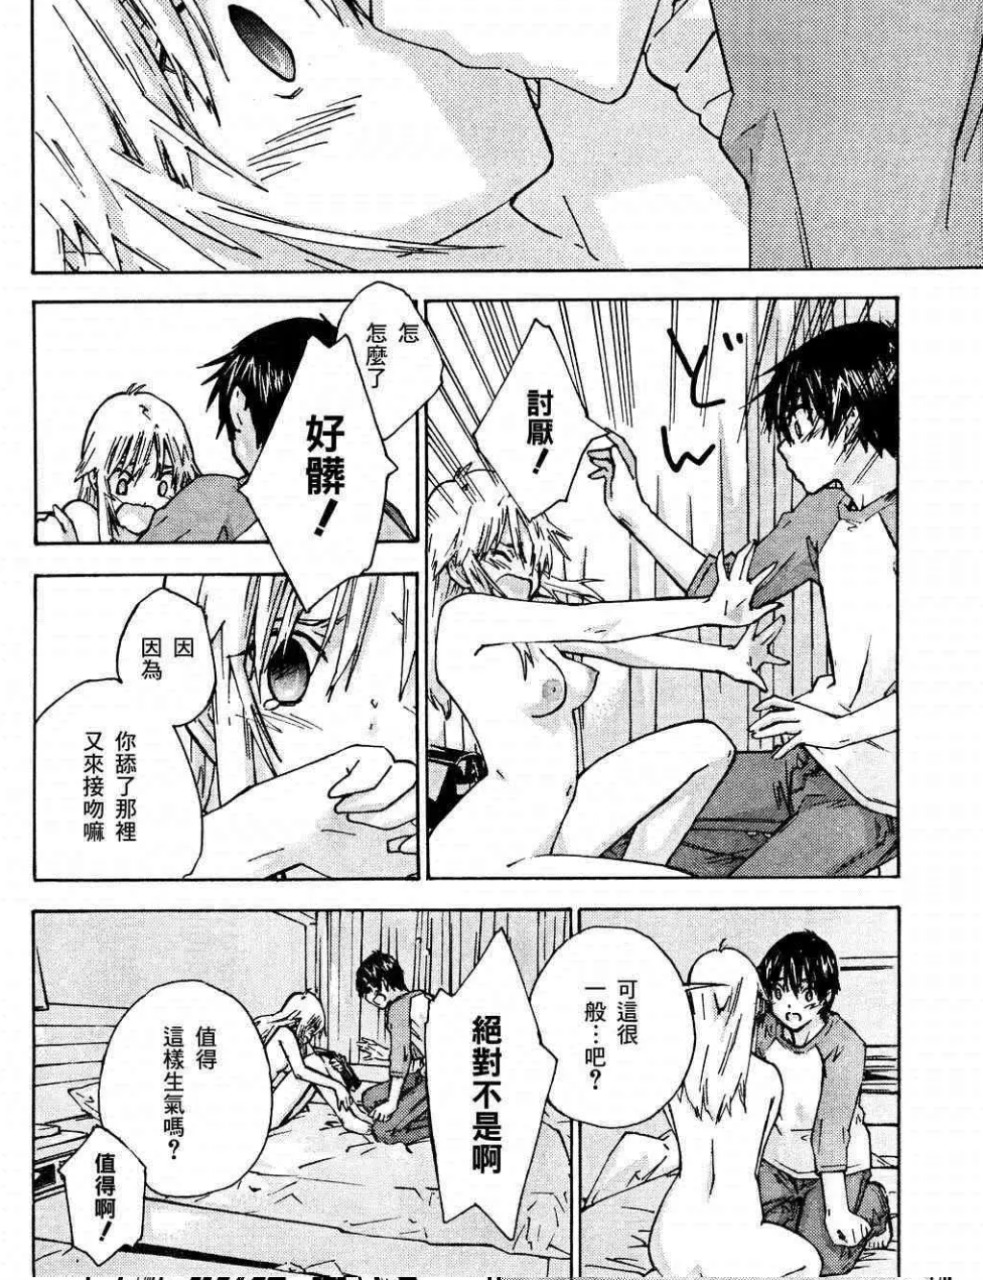 討厭！
怎
怎麼了
好髒！
因
因為
你舔了那裡
又來接吻嘛
可這很
一般…吧？
絕對不是啊
值得
這樣生氣嗎？
值得啊！